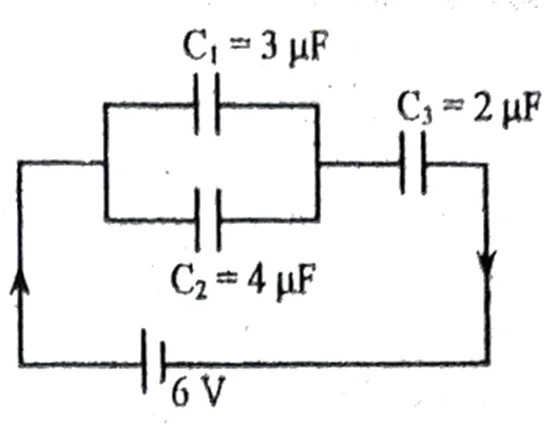 C₁ = 3 μF
C₃ = 2 μF
C₂ = 4 μF
6 V